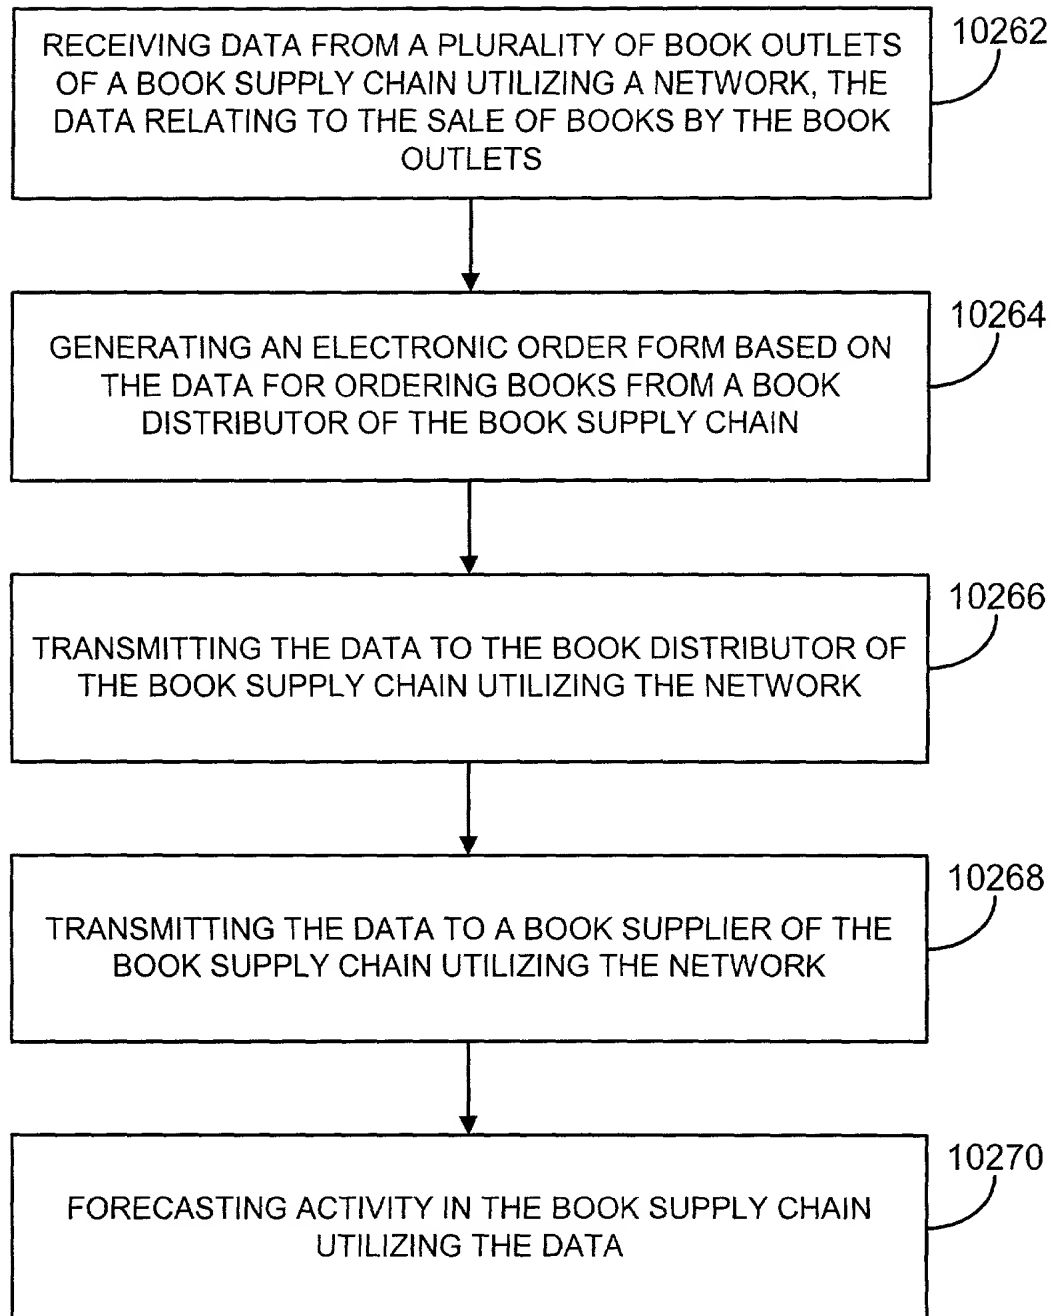 RECEIVING DATA FROM A PLURALITY OF BOOK OUTLETS
OF A BOOK SUPPLY CHAIN UTILIZING A NETWORK, THE
DATA RELATING TO THE SALE OF BOOKS BY THE BOOK
OUTLETS
10262
GENERATING AN ELECTRONIC ORDER FORM BASED ON
THE DATA FOR ORDERING BOOKS FROM A BOOK
DISTRIBUTOR OF THE BOOK SUPPLY CHAIN
10264
TRANSMITTING THE DATA TO THE BOOK DISTRIBUTOR OF
THE BOOK SUPPLY CHAIN UTILIZING THE NETWORK
10266
TRANSMITTING THE DATA TO A BOOK SUPPLIER OF THE
BOOK SUPPLY CHAIN UTILIZING THE NETWORK
10268
FORECASTING ACTIVITY IN THE BOOK SUPPLY CHAIN
UTILIZING THE DATA
10270